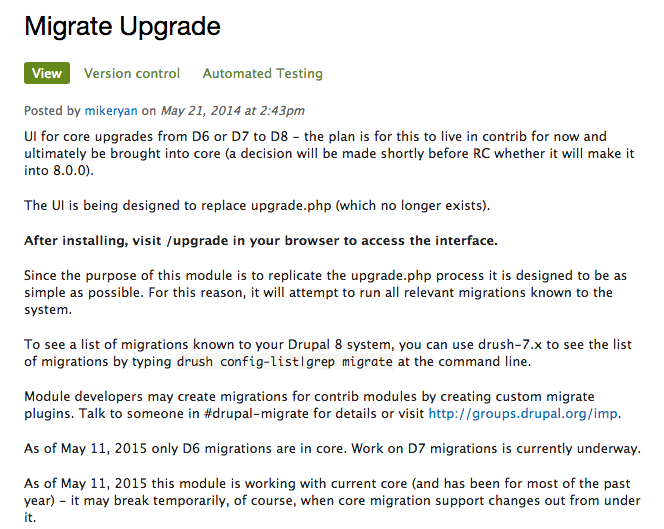 Migrate Upgrade
View Version control Automated Testing
Posted by mikeryan on May 21, 2014 at 2:43pm
UI for core upgrades from D6 or D7 to D8 - the plan is for this to live in contrib for now and
ultimately be brought into core (a decision will be made shortly before RC whether it will make it
into 8.0.0).
The UI is being designed to replace upgrade.php (which no longer exists).
After installing, visit /upgrade in your browser to access the interface.
Since the purpose of this module is to replicate the upgrade.php process it is designed to be as
simple as possible. For this reason, it will attempt to run all relevant migrations known to the
system.
To see a list of migrations known to your Drupal 8 system, you can use drush-7.x to see the list
of migrations by typing drush config-list|grep migrate at the command line.
Module developers may create migrations for contrib modules by creating custom migrate
plugins. Talk to someone in #drupal-migrate for details or visit http://groups.drupal.org/imp.
As of May 11, 2015 only D6 migrations are in core. Work on D7 migrations is currently underway.
As of May 11, 2015 this module is working with current core (and has been for most of the past
year) - it may break temporarily, of course, when core migration support changes out from under
it.